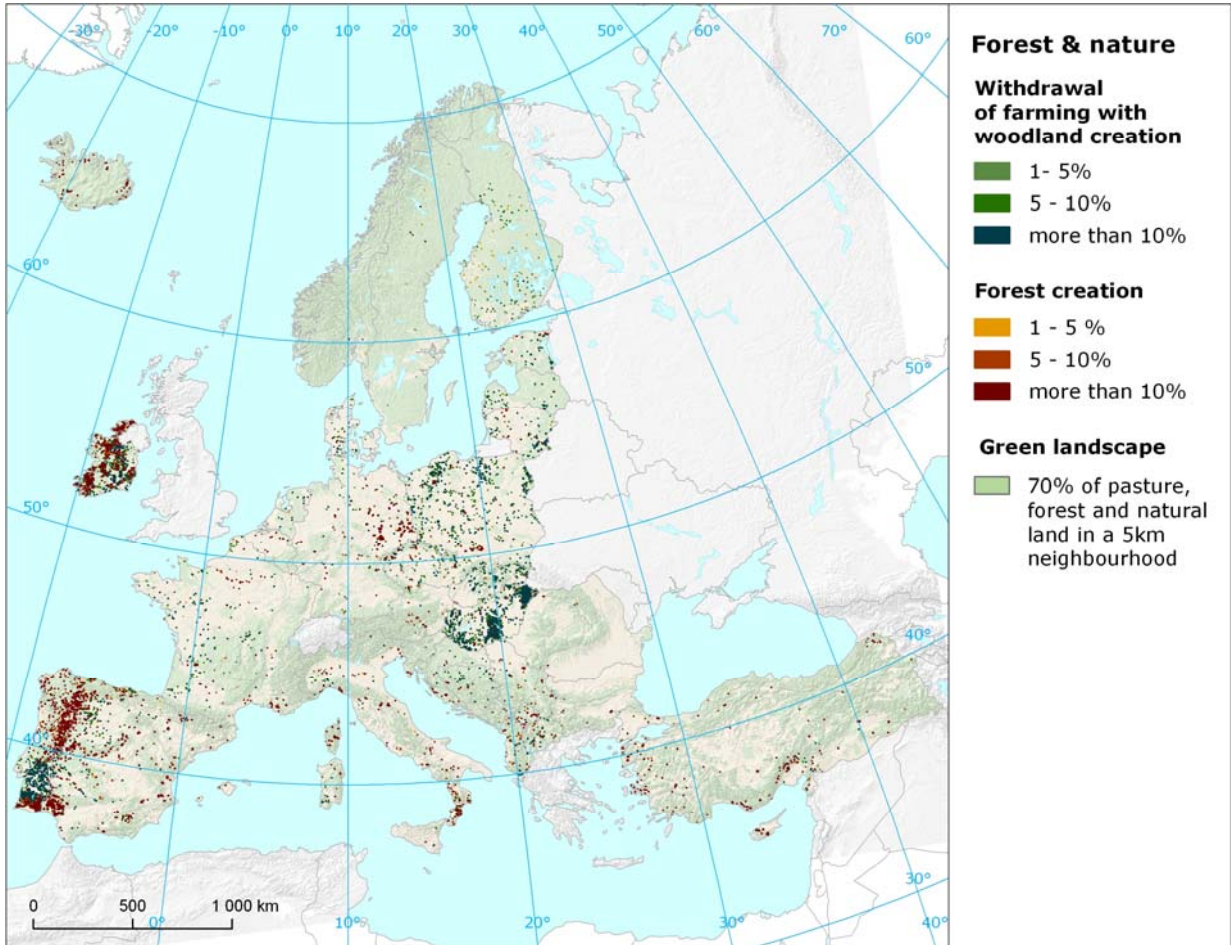 -30° -20° -10° 0° 10° 20° 30° 40° 50° 60° 70° 60°
60°
50°
50°
40°
40°
30°
0 500 1 000 km
0° 10° 20° 30° 40°
Forest & nature
Withdrawal
of farming with
woodland creation
1- 5%
5 - 10%
more than 10%
Forest creation
1 - 5 %
5 - 10%
more than 10%
Green landscape
70% of pasture,
forest and natural
land in a 5km
neighbourhood